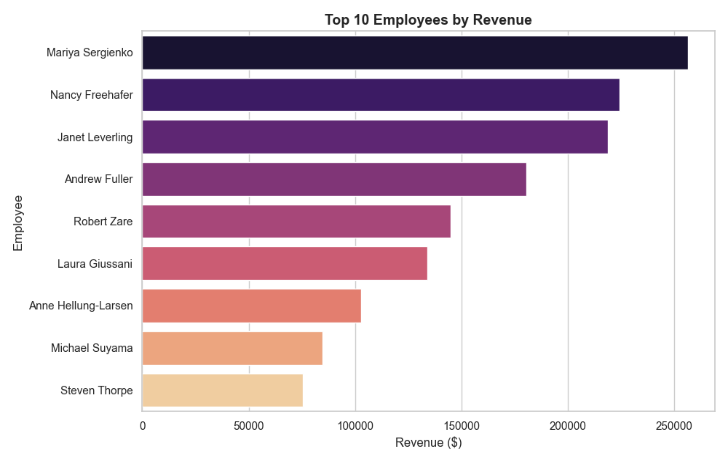 Top 10 Employees by Revenue
Employee
Mariya Sergienko
Nancy Freehafer
Janet Leverling
Andrew Fuller
Robert Zare
Laura Giussani
Anne Hellung-Larsen
Michael Suyama
Steven Thorpe
0 50000 100000 150000 200000 250000
Revenue ($)